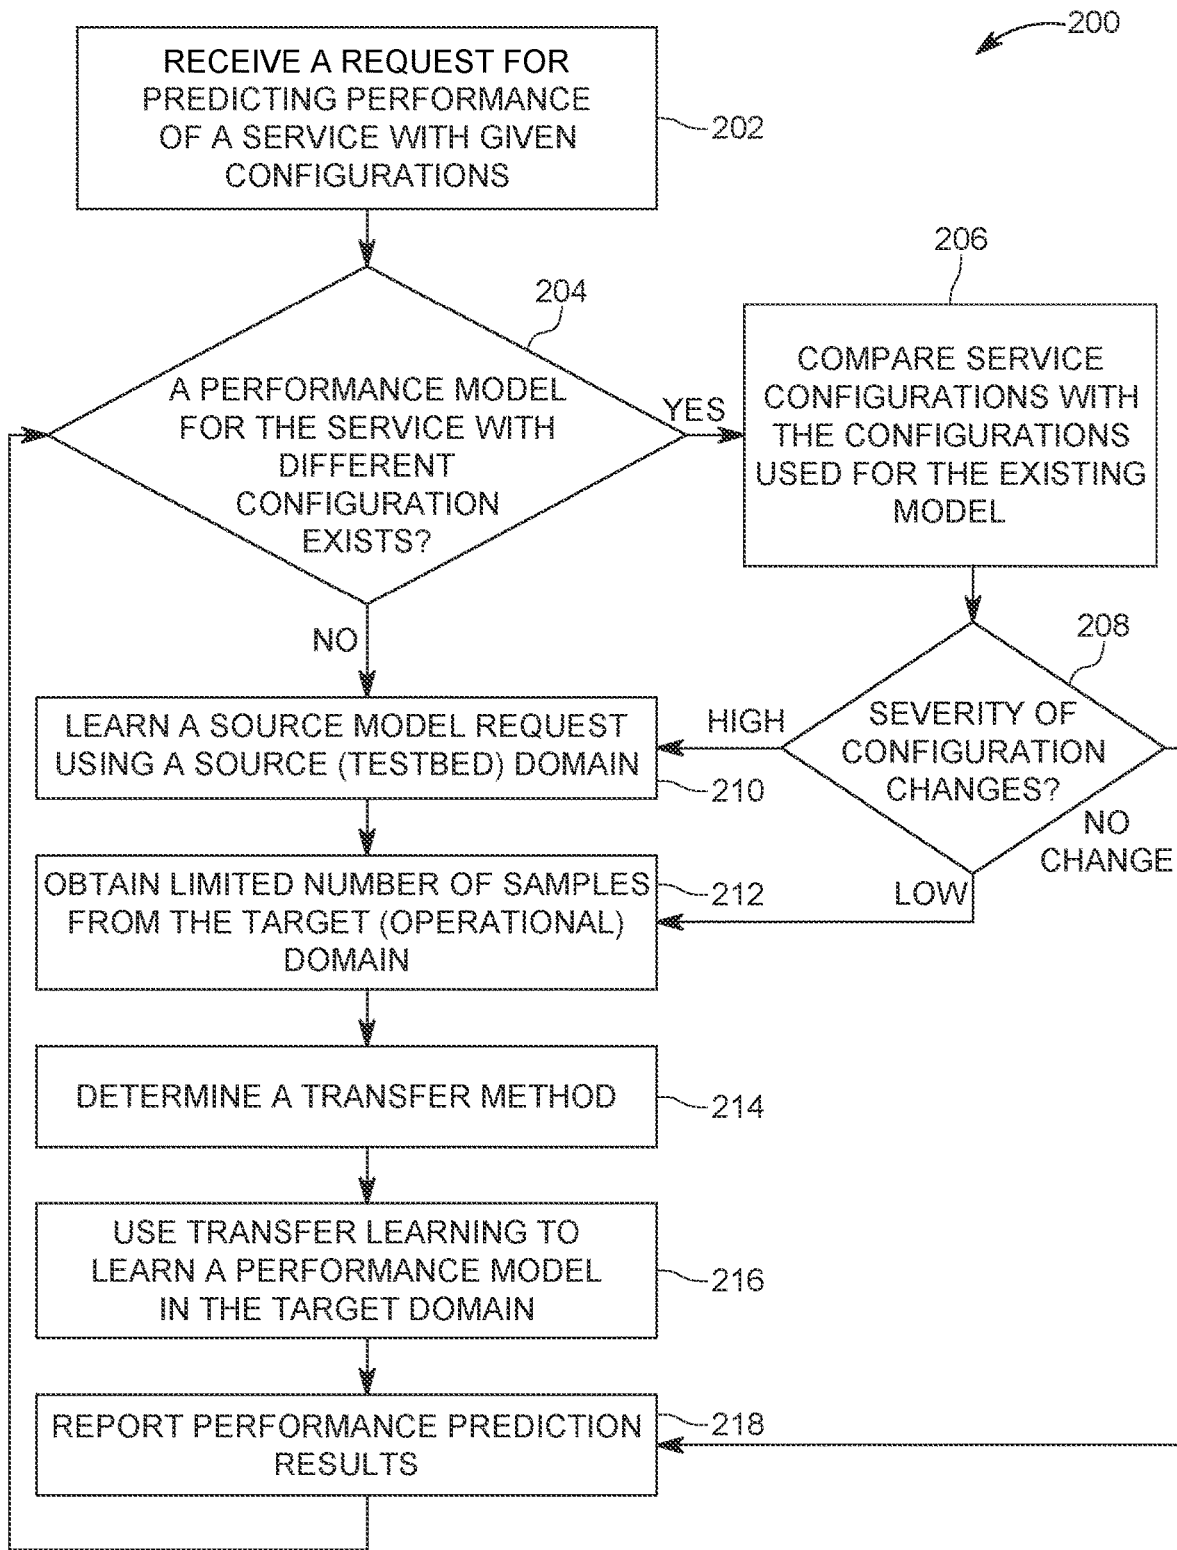 200
RECEIVE A REQUEST FOR
PREDICTING PERFORMANCE
OF A SERVICE WITH GIVEN
CONFIGURATIONS
202
204
A PERFORMANCE MODEL
FOR THE SERVICE WITH
DIFFERENT
CONFIGURATION
EXISTS?
YES
NO
206
COMPARE SERVICE
CONFIGURATIONS WITH
THE CONFIGURATIONS
USED FOR THE EXISTING
MODEL
208
SEVERITY OF
CONFIGURATION
CHANGES?
HIGH
LOW
NO
CHANGE
LEARN A SOURCE MODEL REQUEST
USING A SOURCE (TESTBED) DOMAIN
210
OBTAIN LIMITED NUMBER OF SAMPLES
FROM THE TARGET (OPERATIONAL)
DOMAIN
212
DETERMINE A TRANSFER METHOD
214
USE TRANSFER LEARNING TO
LEARN A PERFORMANCE MODEL
IN THE TARGET DOMAIN
216
REPORT PERFORMANCE PREDICTION
RESULTS
218